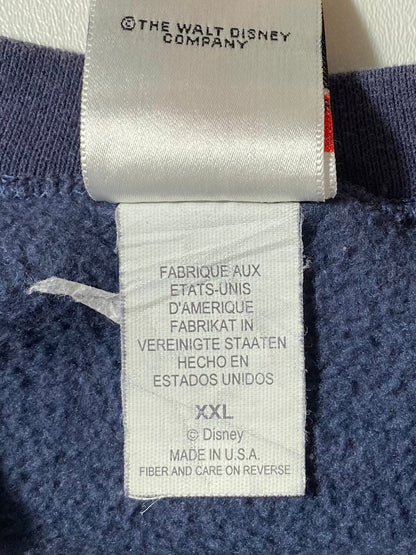 ©THE WALT DISNEY
COMPANY
FABRIQUE AUX
ETATS-UNIS
D'AMERIQUE
FABRIKAT IN
VEREINIGTE STAATEN
HECHO EN
ESTADOS UNIDOS
XXL
© Disney
MADE IN U.S.A.
FIBER AND CARE ON REVERSE